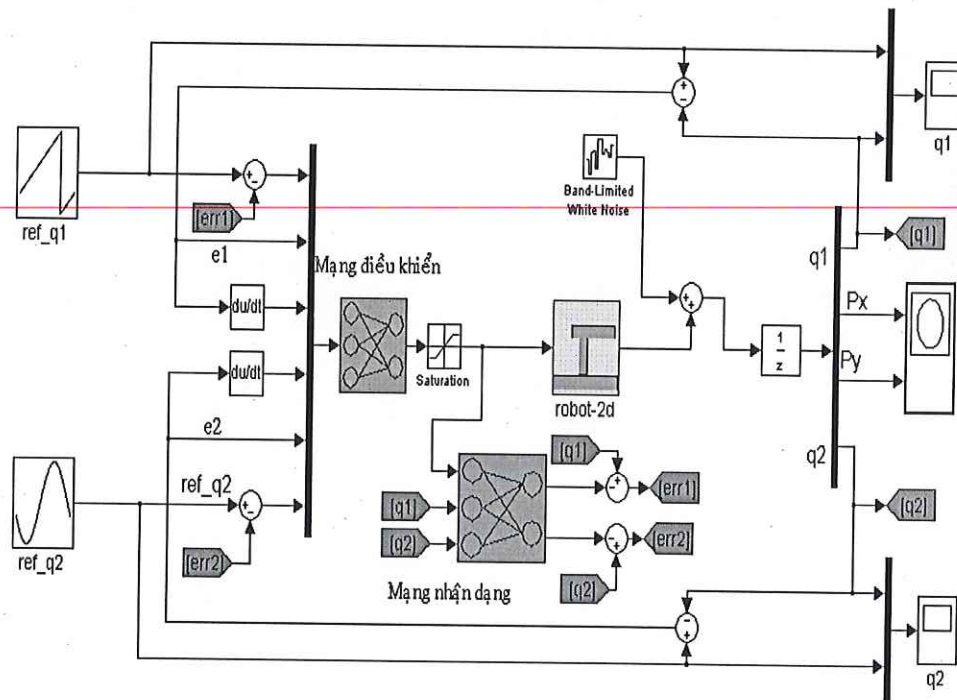 q1
ref_q1
[err1]
e1
Mạng điều khiển
du/dt
du/dt
e2
ref_q2
[err2]
ref_q2
Saturation
Band-Limited
White Noise
robot-2d
1
z
q1
[q1]
Px
Py
q2
[q2]
[q1]
[err1]
[q1]
[q2]
[err2]
[q2]
Mạng nhận dạng
q2